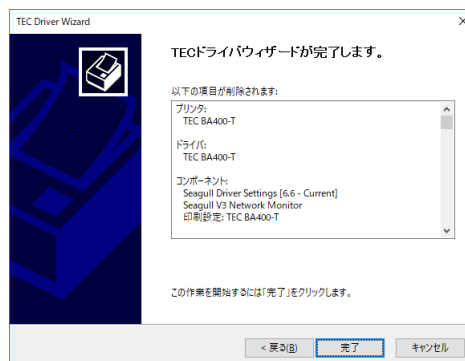 TEC Driver Wizard
TECドライバウィザードが完了します。
以下の項目が削除されます:
プリンタ:
TEC BA400-T
ドライバ:
TEC BA400-T
コンポーネント:
Seagull Driver Settings [6.6 - Current]
Seagull V3 Network Monitor
印刷設定: TEC BA400-T
この作業を開始するには「完了」をクリックします。
< 戻る(B)
完了
キャンセル